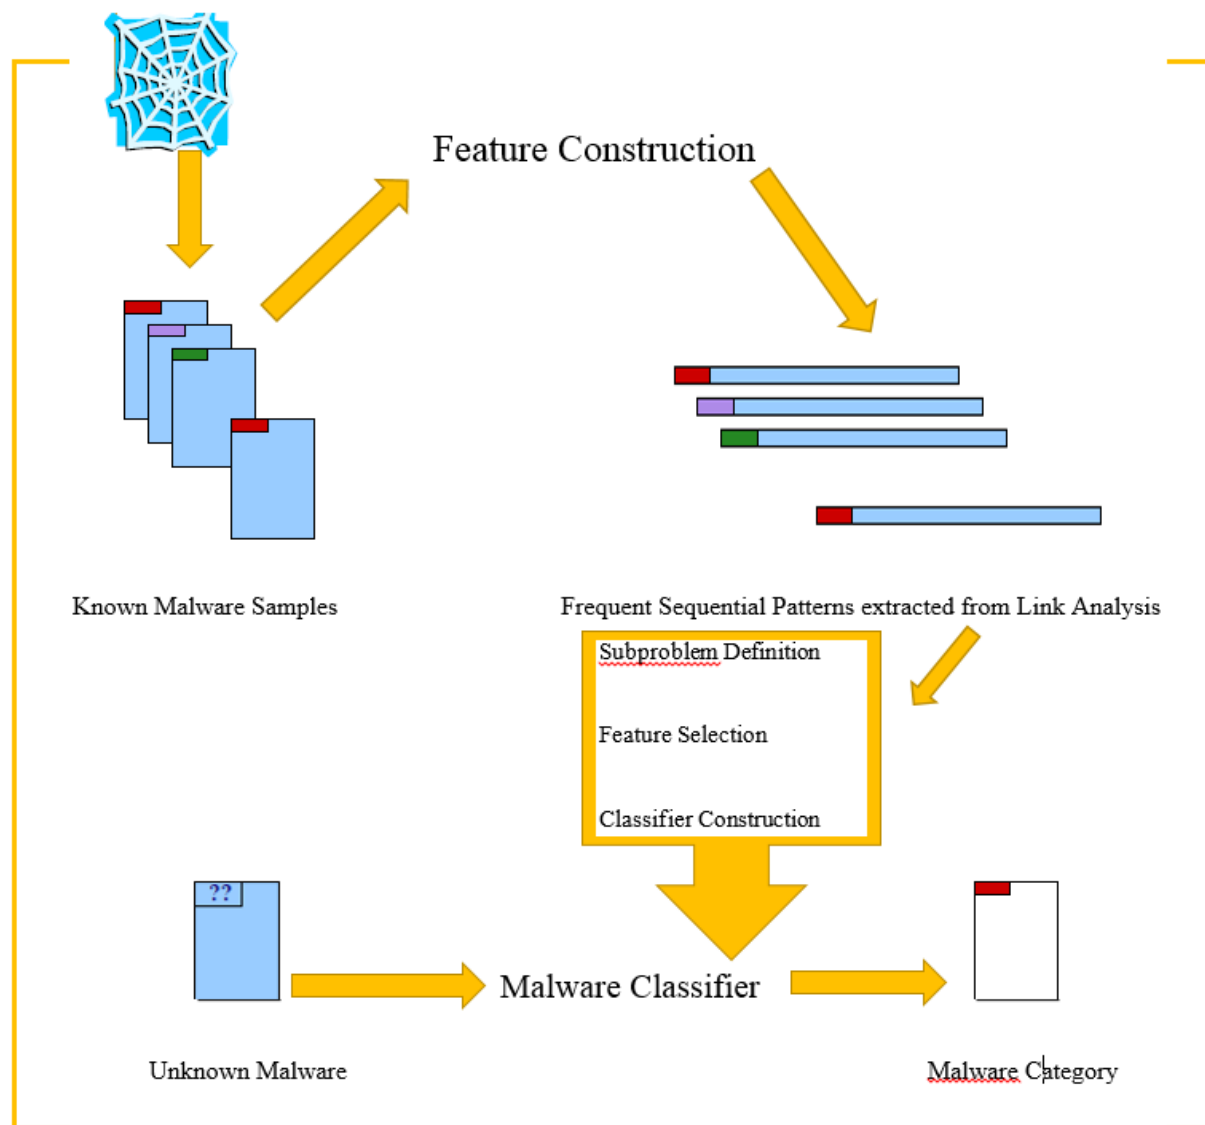 Feature Construction
Known Malware Samples
Frequent Sequential Patterns extracted from Link Analysis
Subproblem Definition
Feature Selection
Classifier Construction
??
Malware Classifier
Unknown Malware
Malware Category